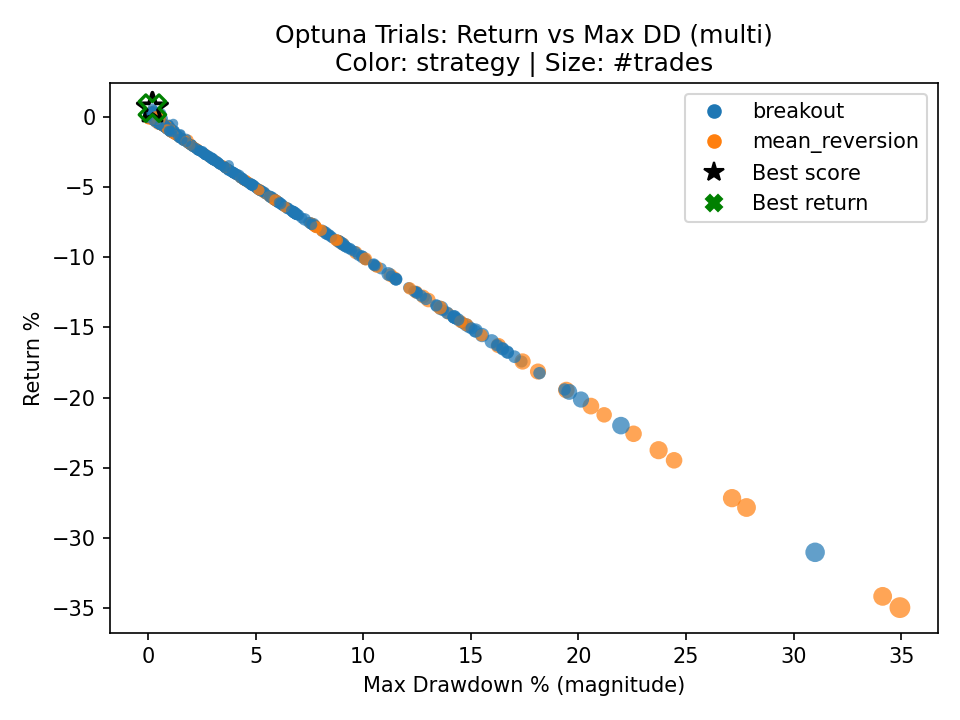 Optuna Trials: Return vs Max DD (multi)
Color: strategy | Size: #trades
breakout
mean_reversion
Best score
Best return
Return %
0
−5
−10
−15
−20
−25
−30
−35
0 5 10 15 20 25 30 35
Max Drawdown % (magnitude)